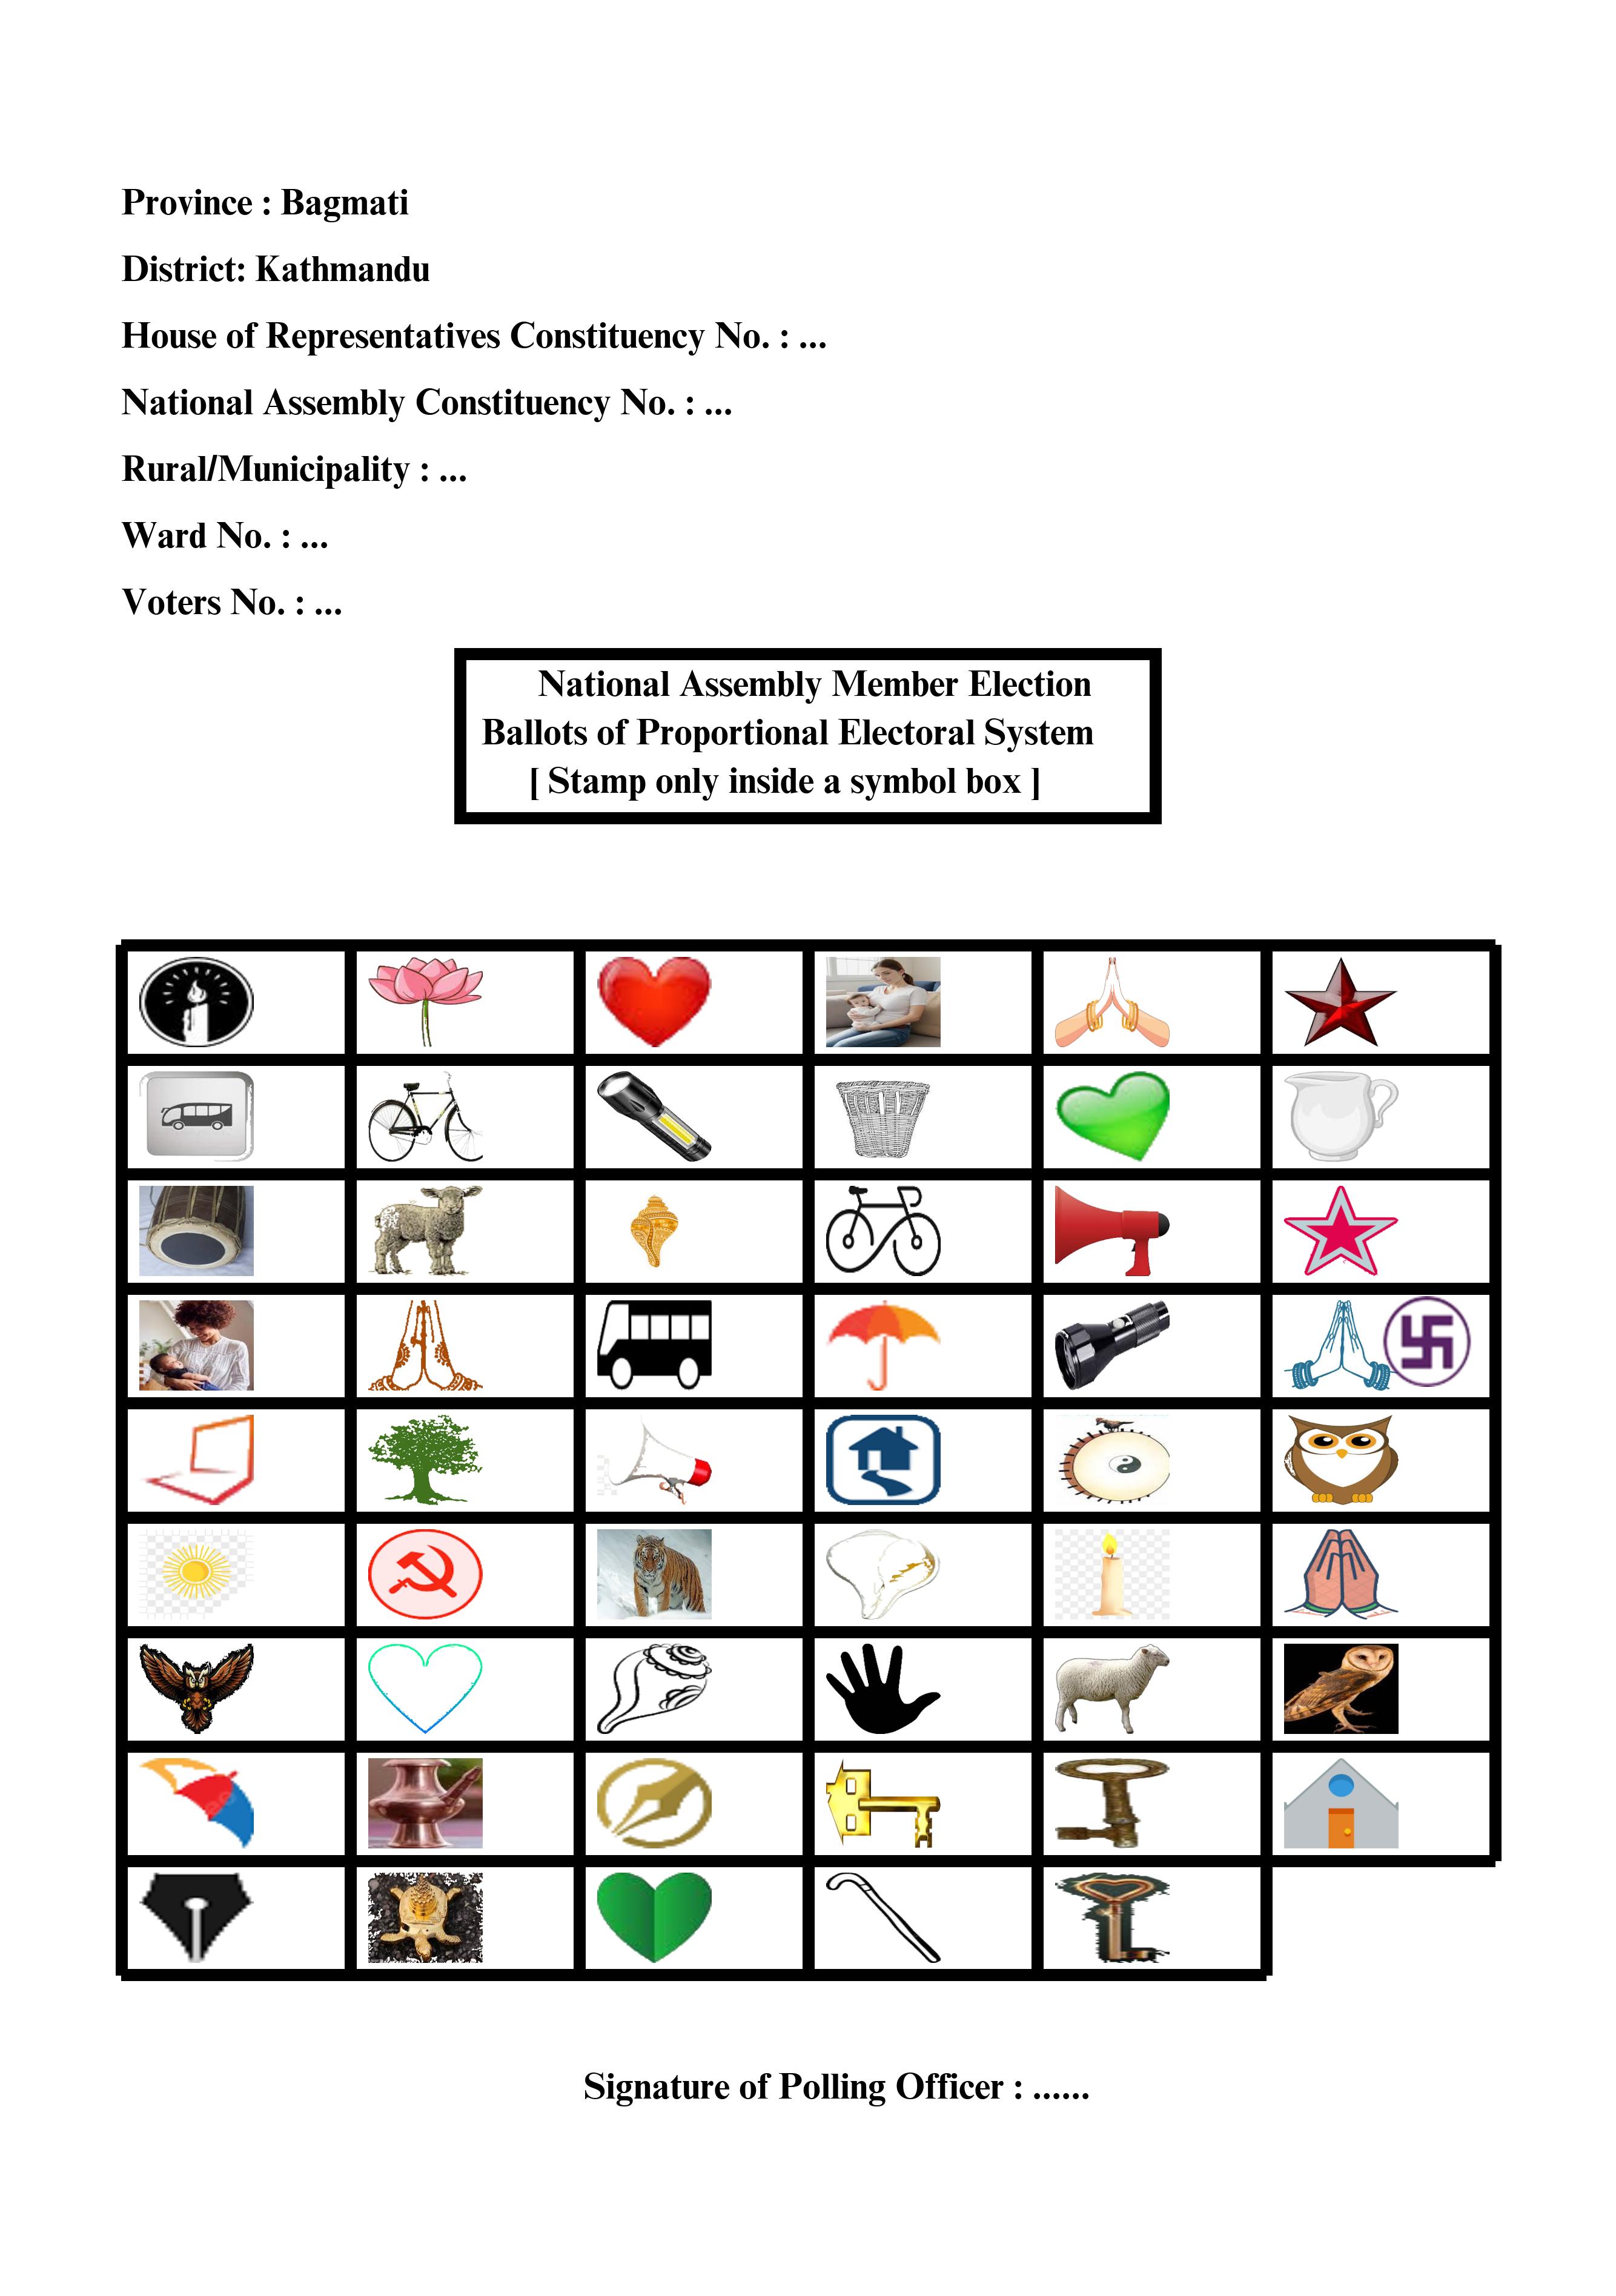 Province : Bagmati
District: Kathmandu
House of Representatives Constituency No. : ...
National Assembly Constituency No. : ...
Rural/Municipality : ...
Ward No. : ...
Voters No. : ...
National Assembly Member Election
Ballots of Proportional Electoral System
[ Stamp only inside a symbol box ]
Signature of Polling Officer : ......